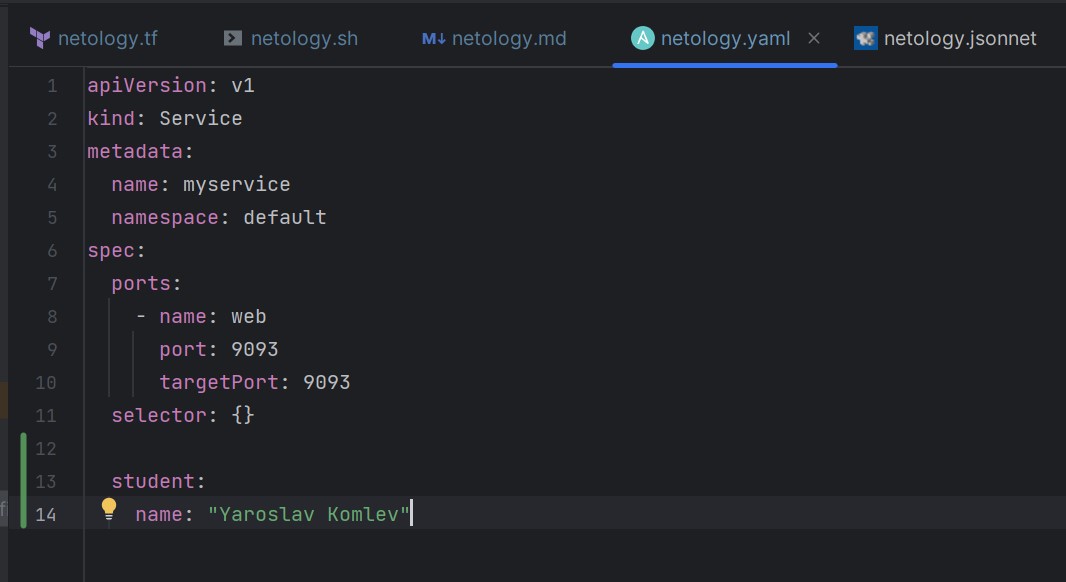 netology.tf netology.sh M↓ netology.md A netology.yaml × netology.jsonnet
1 apiVersion: v1
2 kind: Service
3 metadata:
4   name: myservice
5   namespace: default
6 spec:
7   ports:
8     - name: web
9       port: 9093
10       targetPort: 9093
11   selector: {}
12
13   student:
14     name: "Yaroslav Komlev"